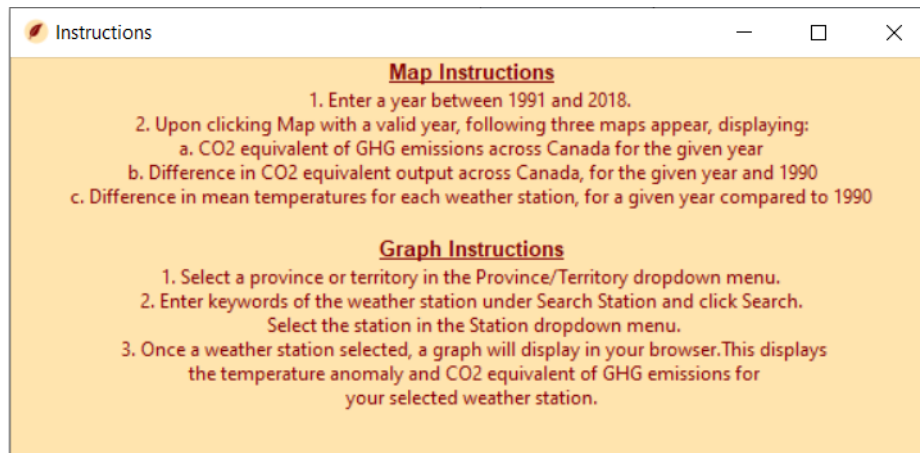 Instructions
Map Instructions
1. Enter a year between 1991 and 2018.
2. Upon clicking Map with a valid year, following three maps appear, displaying:
a. CO2 equivalent of GHG emissions across Canada for the given year
b. Difference in CO2 equivalent output across Canada, for the given year and 1990
c. Difference in mean temperatures for each weather station, for a given year compared to 1990
Graph Instructions
1. Select a province or territory in the Province/Territory dropdown menu.
2. Enter keywords of the weather station under Search Station and click Search.
Select the station in the Station dropdown menu.
3. Once a weather station selected, a graph will display in your browser.This displays
the temperature anomaly and CO2 equivalent of GHG emissions for
your selected weather station.